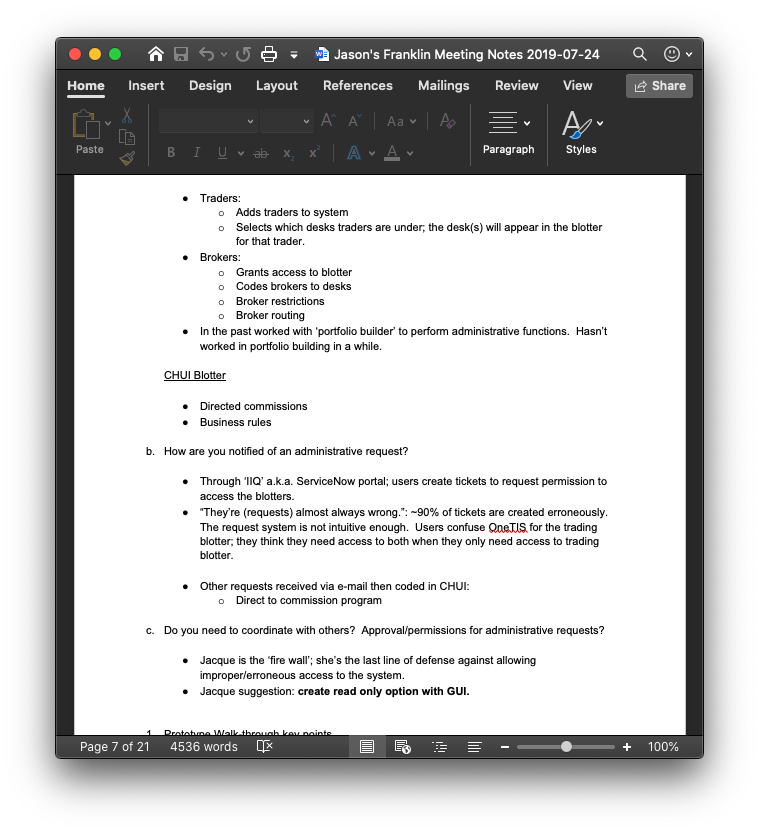 Jason's Franklin Meeting Notes 2019-07-24
Home Insert Design Layout References Mailings Review View Share
Paste
Paragraph
Styles
• Traders:
o Adds traders to system
o Selects which desks traders are under; the desk(s) will appear in the blotter
for that trader.
• Brokers:
o Grants access to blotter
o Codes brokers to desks
o Broker restrictions
o Broker routing
• In the past worked with ‘portfolio builder’ to perform administrative functions. Hasn’t
worked in portfolio building in a while.
CHUI Blotter
• Directed commissions
• Business rules
b. How are you notified of an administrative request?
• Through ‘IIQ’ a.k.a. ServiceNow portal; users create tickets to request permission to
access the blotters.
• “They’re (requests) almost always wrong.”: ~90% of tickets are created erroneously.
The request system is not intuitive enough. Users confuse OneTIS for the trading
blotter; they think they need access to both when they only need access to trading
blotter.
• Other requests received via e-mail then coded in CHUI:
o Direct to commission program
c. Do you need to coordinate with others? Approval/permissions for administrative requests?
• Jacque is the ‘fire wall’; she’s the last line of defense against allowing
improper/erroneous access to the system.
• Jacque suggestion: create read only option with GUI.
1. Prototype Walk-through key points
Page 7 of 21 4536 words 100%